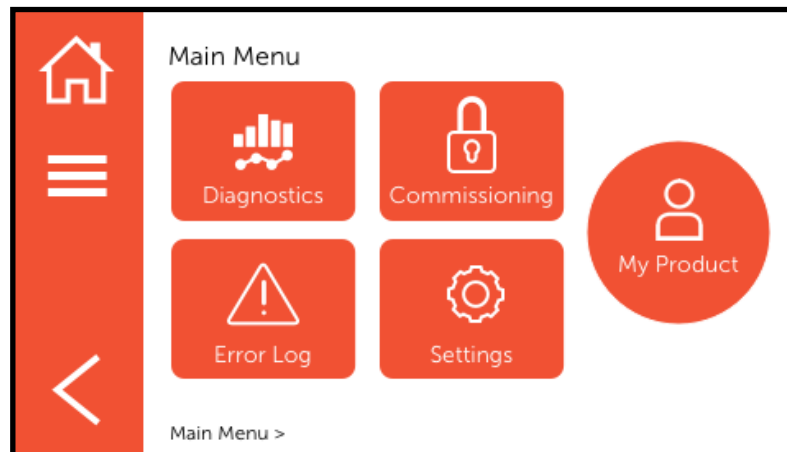 Main Menu
Diagnostics
Commissioning
My Product
Error Log
Settings
Main Menu >